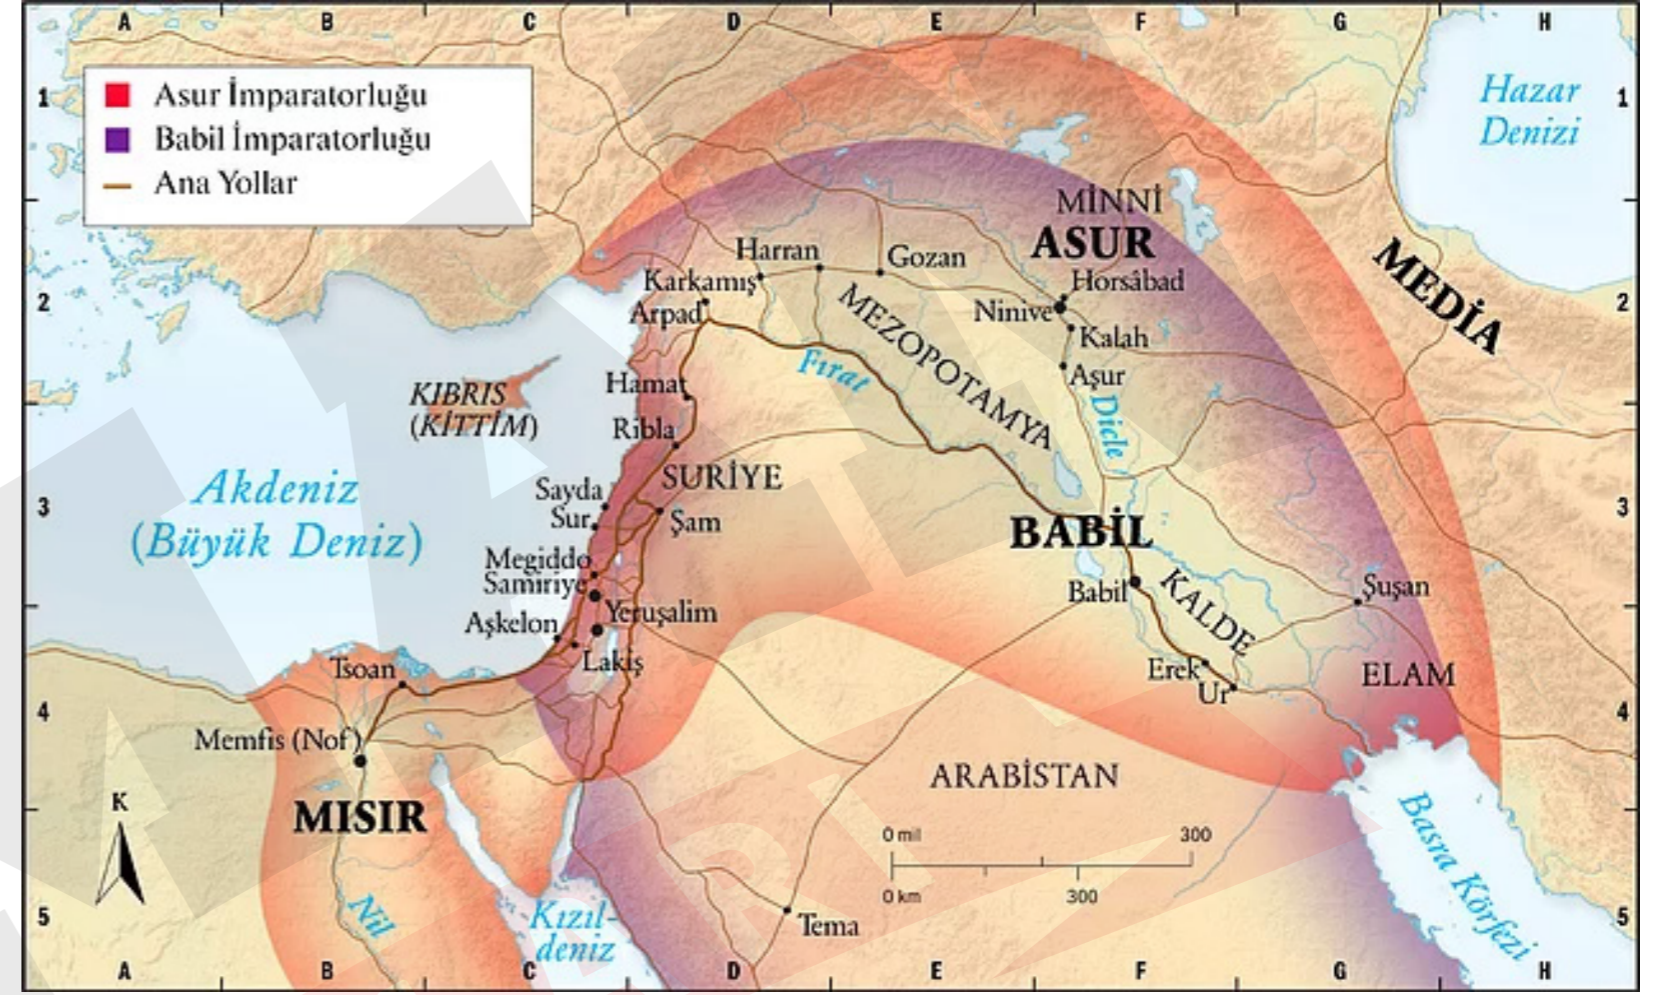 A B C D E F G H
Asur İmparatorluğu
Babil İmparatorluğu
Ana Yollar
1
1
Hazar
Denizi
MİNNİ
ASUR
MEDİA
Harran
Gozan
Karkamış
Horsâbad
2
2
Arpad
Ninive
MEZOPOTAMYA
Kalah
Fırat
Aşur
Hamat
KIBRIS
(KİTTİM)
Dicle
Ribla
SURİYE
Akdeniz
(Büyük Deniz)
Sayda
3
3
Sur
Şam
BABİL
Megiddo
Samiriye
Babil
KALDE
Şuşan
Yeruşalim
Aşkelon
Lakiş
Tsoan
Erek
Ur
ELAM
4
4
Memfis (Nof)
ARABİSTAN
K
MISIR
0 mil 300
0 km 300
Basra Körfezi
Nil
Kızıl-
deniz
Tema
5
5
A B C D E F G H